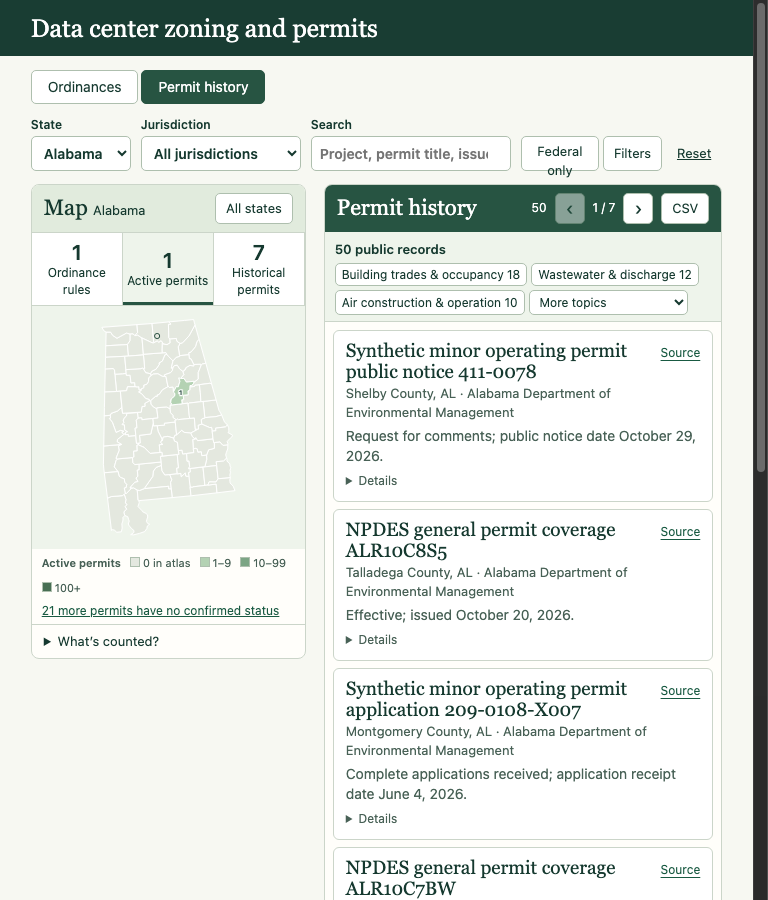 Data center zoning and permits
Ordinances
Permit history
State
Jurisdiction
Search
Alabama
All jurisdictions
Project, permit title, issue
Federal
only
Filters
Reset
Map Alabama
All states
1
Ordinance
rules
1
Active permits
7
Historical
permits
1
Active permits
0 in atlas
1–9
10–99
100+
21 more permits have no confirmed status
What’s counted?
Permit history
50
‹
1 / 7
›
CSV
50 public records
Building trades & occupancy 18
Wastewater & discharge 12
Air construction & operation 10
More topics
Synthetic minor operating permit
public notice 411-0078
Source
Shelby County, AL · Alabama Department of
Environmental Management
Request for comments; public notice date October 29,
2026.
Details
NPDES general permit coverage
ALR10C8S5
Source
Talladega County, AL · Alabama Department of
Environmental Management
Effective; issued October 20, 2026.
Details
Synthetic minor operating permit
application 209-0108-X007
Source
Montgomery County, AL · Alabama Department of
Environmental Management
Complete applications received; application receipt
date June 4, 2026.
Details
NPDES general permit coverage
ALR10C7BW
Source